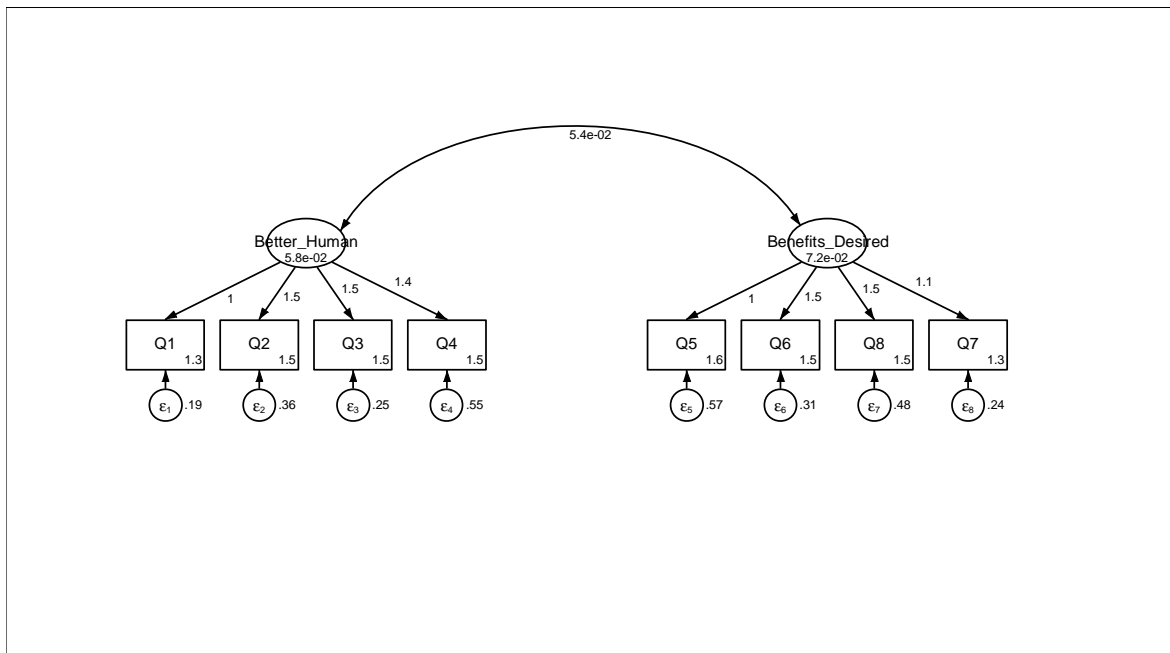 5.4e-02
Better_Human
5.8e-02
Benefits_Desired
7.2e-02
1 1.5 1.5 1.4
1 1.5 1.5 1.1
Q1 1.3
Q2 1.5
Q3 1.5
Q4 1.5
Q5 1.6
Q6 1.5
Q8 1.5
Q7 1.3
ε₁ .19
ε₂ .36
ε₃ .25
ε₄ .55
ε₅ .57
ε₆ .31
ε₇ .48
ε₈ .24